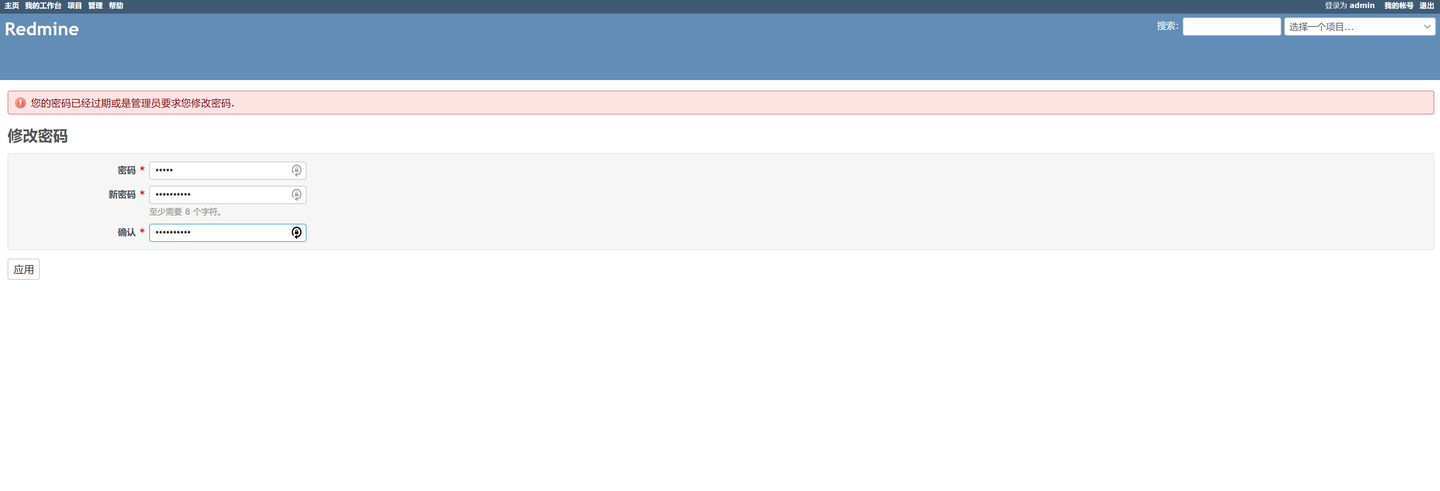 主页 我的工作台 项目 管理 帮助 登录为 admin 我的帐号 退出
Redmine 搜索: 选择一个项目...
您的密码已经过期或是管理员要求您修改密码.
修改密码
密码 * •••••
新密码 * ••••••••••
至少需要 8 个字符。
确认 * ••••••••••
应用